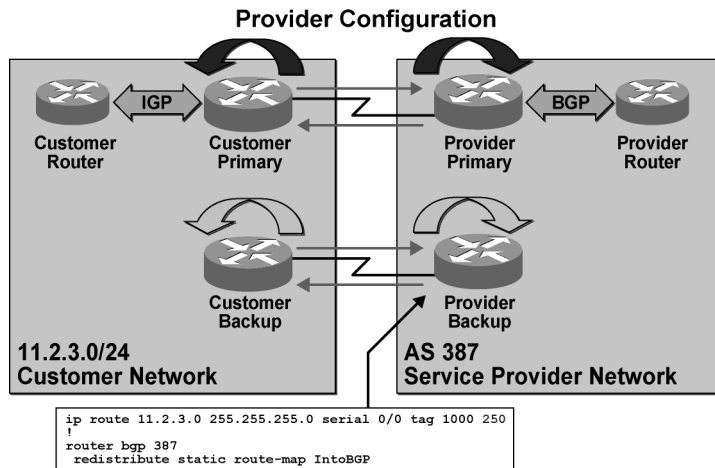 Provider Configuration
IGP
BGP
Customer
Router
Customer
Primary
Provider
Primary
Provider
Router
Customer
Backup
Provider
Backup
11.2.3.0/24
Customer Network
AS 387
Service Provider Network
ip route 11.2.3.0 255.255.255.0 serial 0/0 tag 1000 250
!
router bgp 387
redistribute static route-map IntoBGP